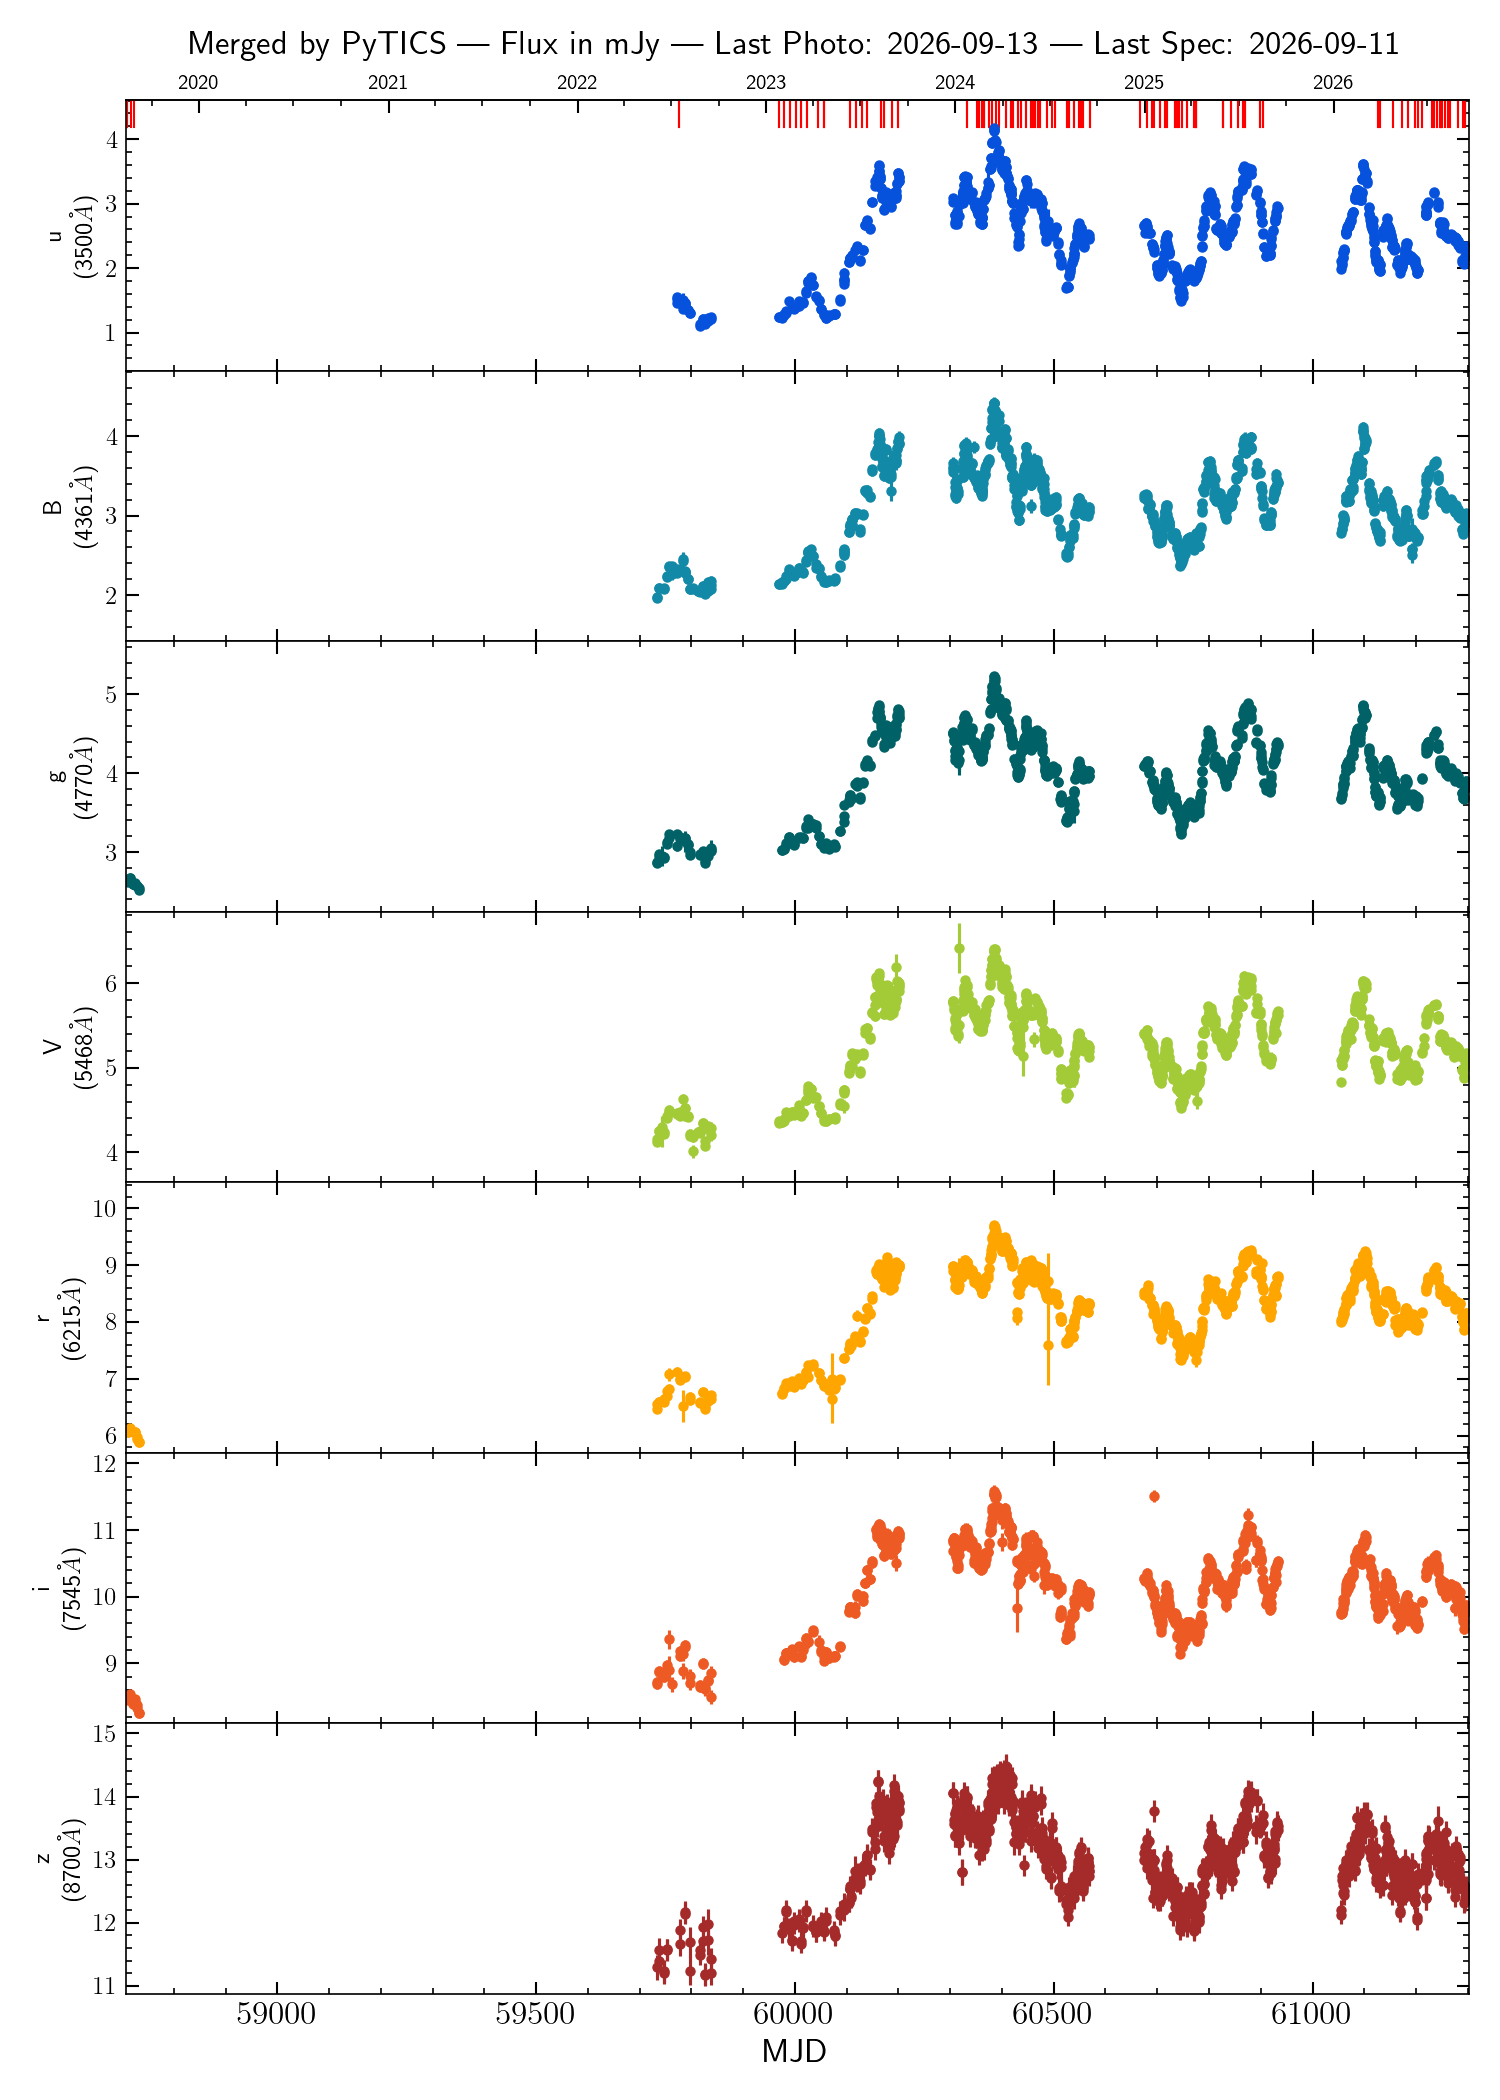 Merged by PyTICS — Flux in mJy — Last Photo: 2026-09-13 — Last Spec: 2026-09-11
2020 2021 2022 2023 2024 2025 2026
4
3
2
1
u
(3500Å)
4
3
2
B
(4361Å)
5
4
3
g
(4770Å)
6
5
4
V
(5468Å)
10
9
8
7
6
r
(6215Å)
12
11
10
9
i
(7545Å)
15
14
13
12
11
z
(8700Å)
59000 59500 60000 60500 61000
MJD